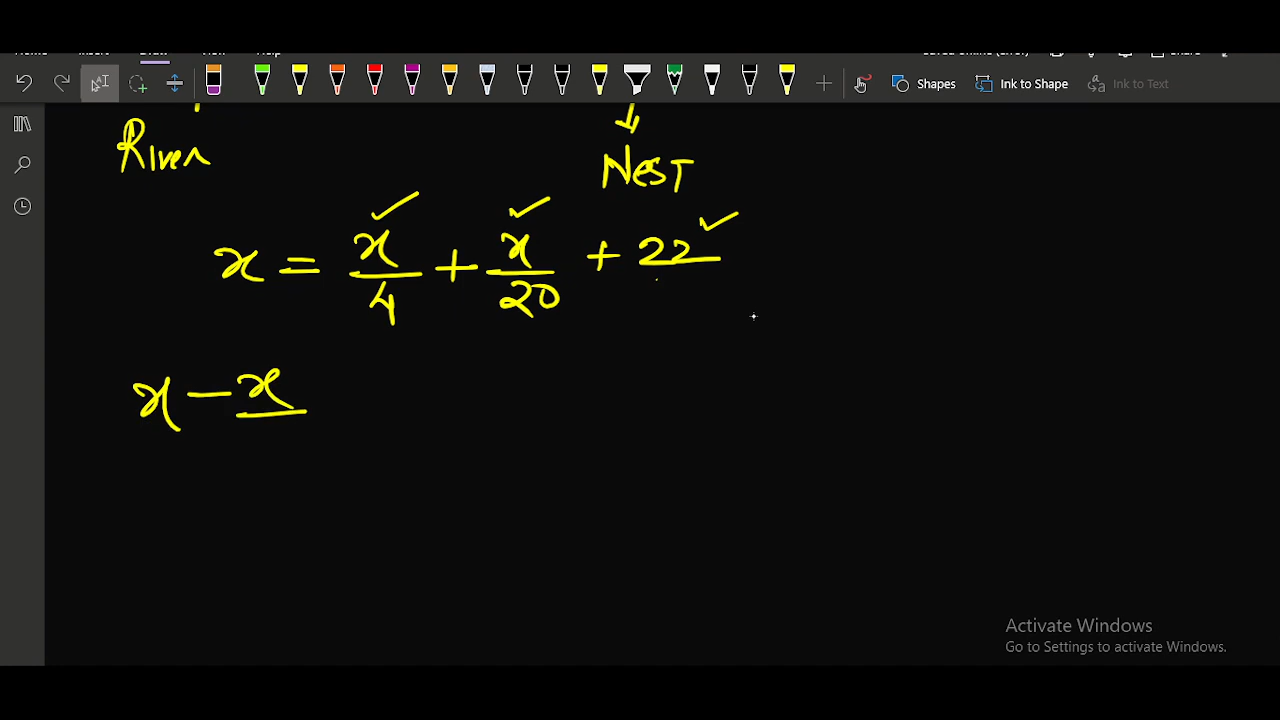 Shapes Ink to Shape Ink to Text
River
NEST
x = x/4 + x/20 + 22
x - x
Activate Windows
Go to Settings to activate Windows.